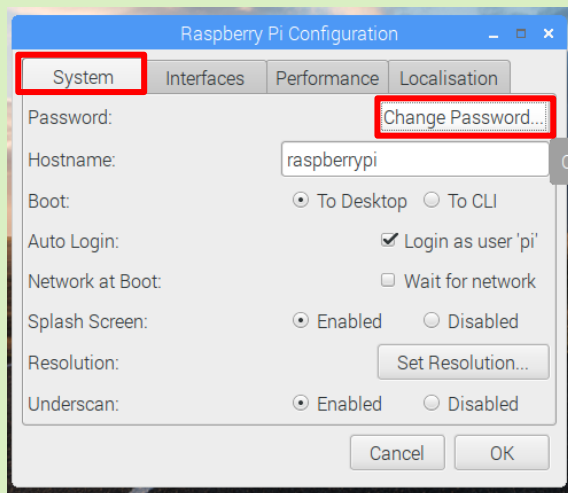 Raspberry Pi Configuration
System Interfaces Performance Localisation
Password: Change Password...
Hostname: raspberrypi
Boot: To Desktop To CLI
Auto Login: Login as user 'pi'
Network at Boot: Wait for network
Splash Screen: Enabled Disabled
Resolution: Set Resolution...
Underscan: Enabled Disabled
Cancel OK